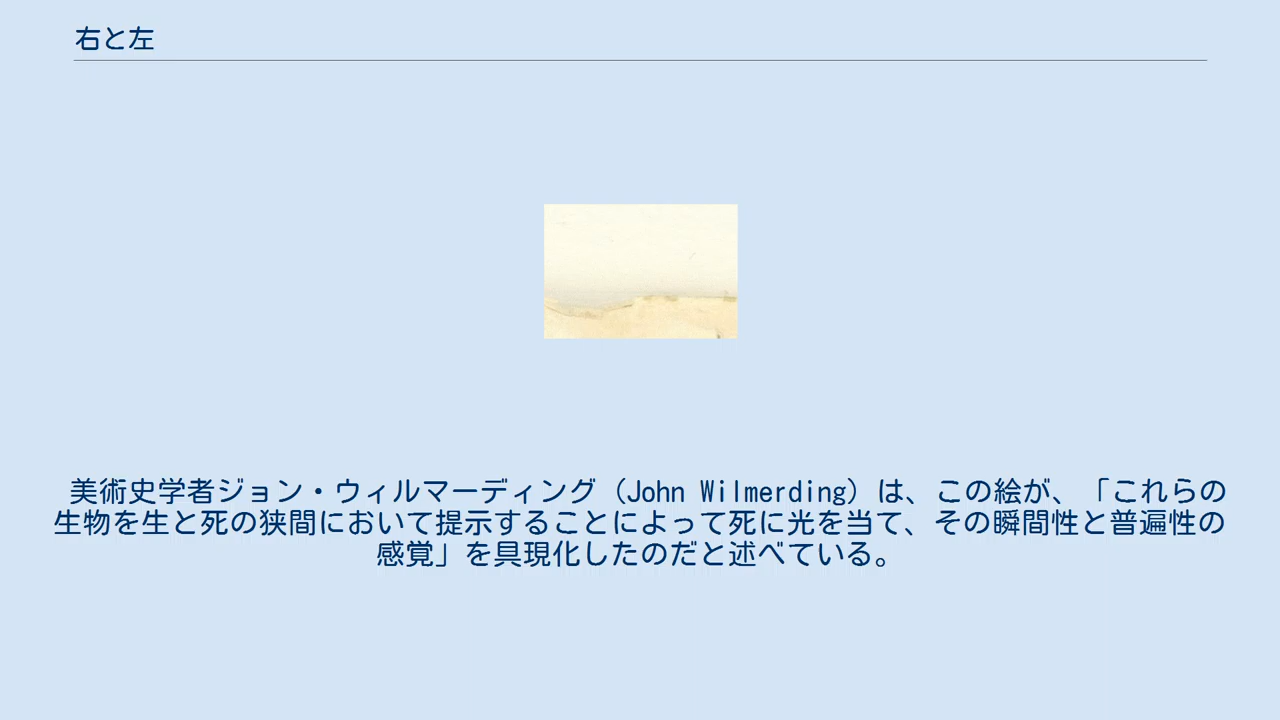 右と左
美術史学者ジョン・ウィルマーディング（John Wilmerding）は、この絵が、「これらの
生物を生と死の狭間において提示することによって死に光を当て、その瞬間性と普遍性の
感覚」を具現化したのだと述べている。